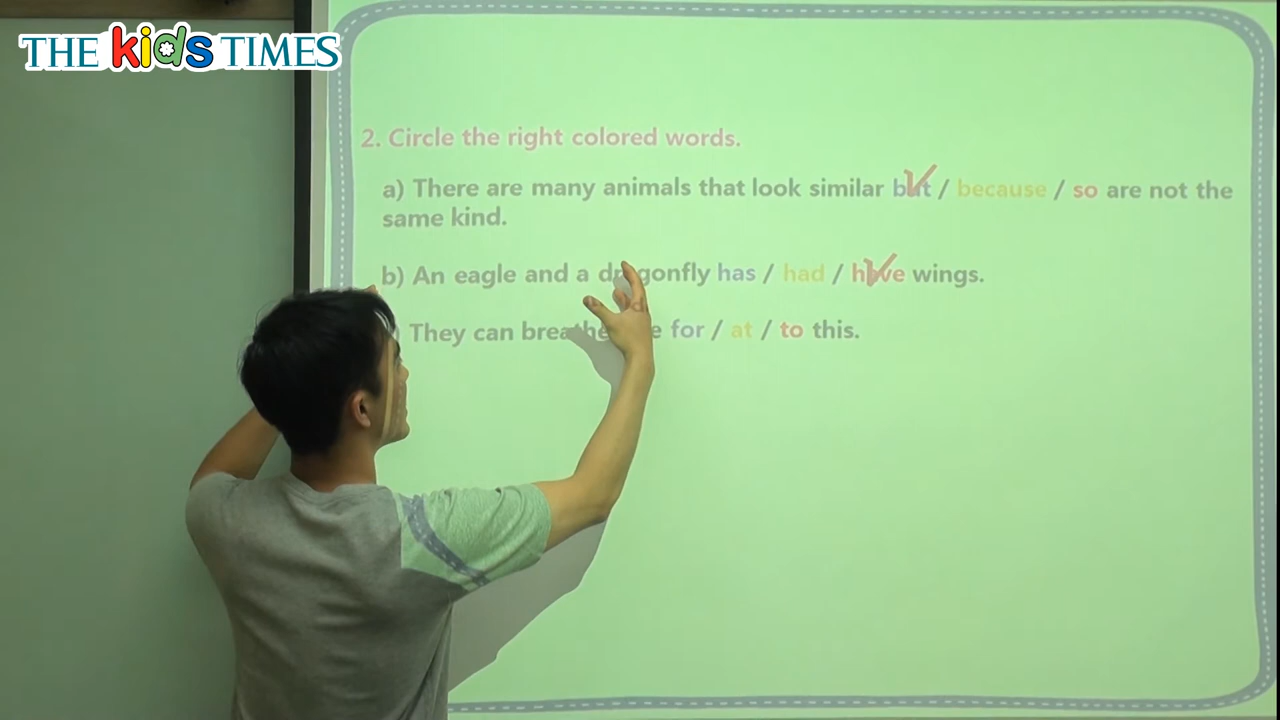 THE kids TIMES
2. Circle the right colored words.
a) There are many animals that look similar but / because / so are not the
same kind.
b) An eagle and a dragonfly has / had / have wings.
They can breathe for / at / to this.